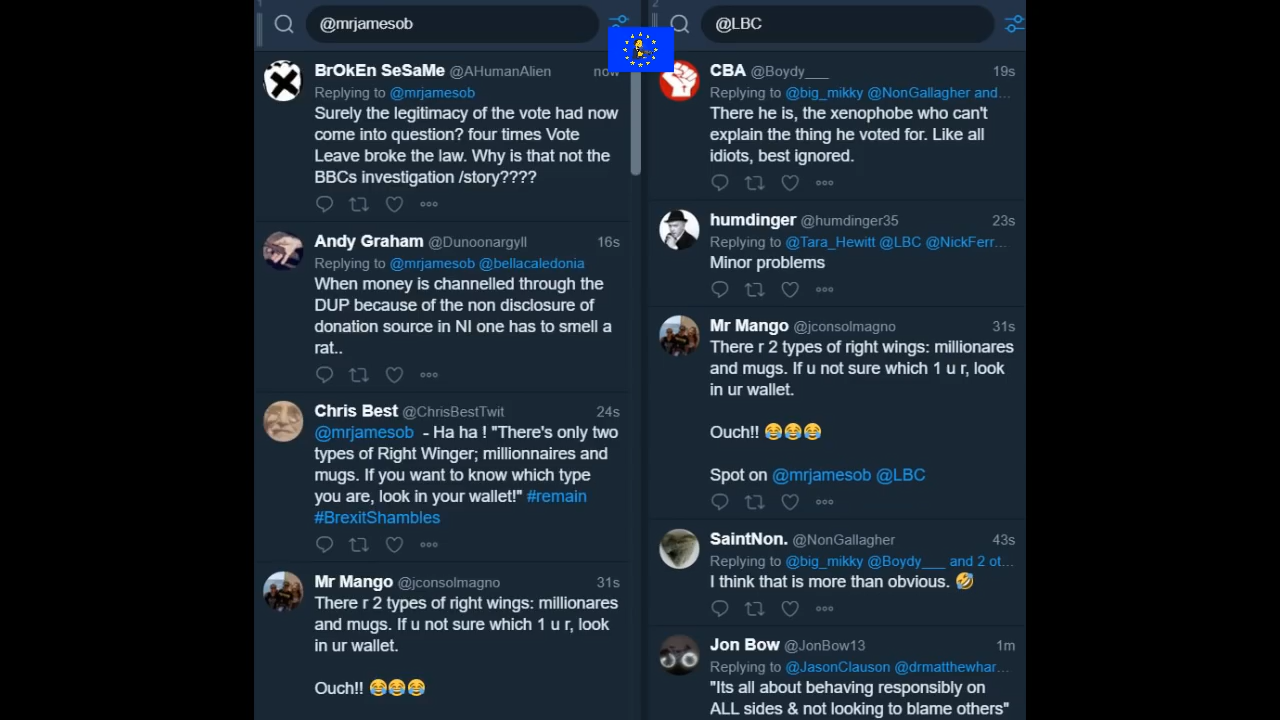 1
@mrjamesob
BrOkEn SeSaMe @AHumanAlien now
Replying to @mrjamesob
Surely the legitimacy of the vote had now
come into question? four times Vote
Leave broke the law. Why is that not the
BBCs investigation /story????
Andy Graham @Dunoonargyll 16s
Replying to @mrjamesob @bellacaledonia
When money is channelled through the
DUP because of the non disclosure of
donation source in NI one has to smell a
rat..
Chris Best @ChrisBestTwit 24s
@mrjamesob - Ha ha ! "There's only two
types of Right Winger; millionnaires and
mugs. If you want to know which type
you are, look in your wallet!" #remain
#BrexitShambles
Mr Mango @jconsolmagno 31s
There r 2 types of right wings: millionares
and mugs. If u not sure which 1 u r, look
in ur wallet.
Ouch!! 😂😂😂
2
@LBC
CBA @Boydy___ 19s
Replying to @big_mikky @NonGallagher and...
There he is, the xenophobe who can't
explain the thing he voted for. Like all
idiots, best ignored.
humdinger @humdinger35 23s
Replying to @Tara_Hewitt @LBC @NickFerr...
Minor problems
Mr Mango @jconsolmagno 31s
There r 2 types of right wings: millionares
and mugs. If u not sure which 1 u r, look
in ur wallet.
Ouch!! 😂😂😂
Spot on @mrjamesob @LBC
SaintNon. @NonGallagher 43s
Replying to @big_mikky @Boydy___ and 2 ot...
I think that is more than obvious. 🤣
Jon Bow @JonBow13 1m
Replying to @JasonClauson @drmatthewhar...
"Its all about behaving responsibly on
ALL sides & not looking to blame others"